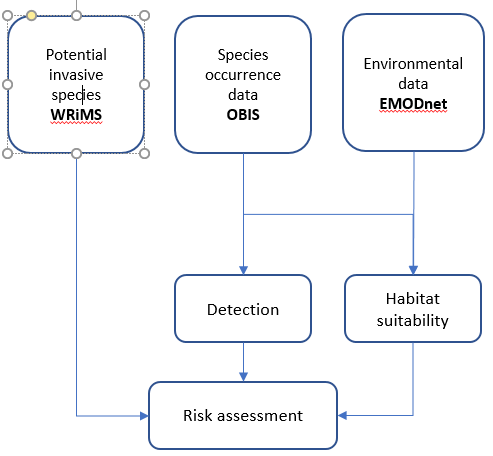 Potential
invasive
species
WRiMS
Species
occurrence
data
OBIS
Environmental
data
EMODnet
Detection
Habitat
suitability
Risk assessment